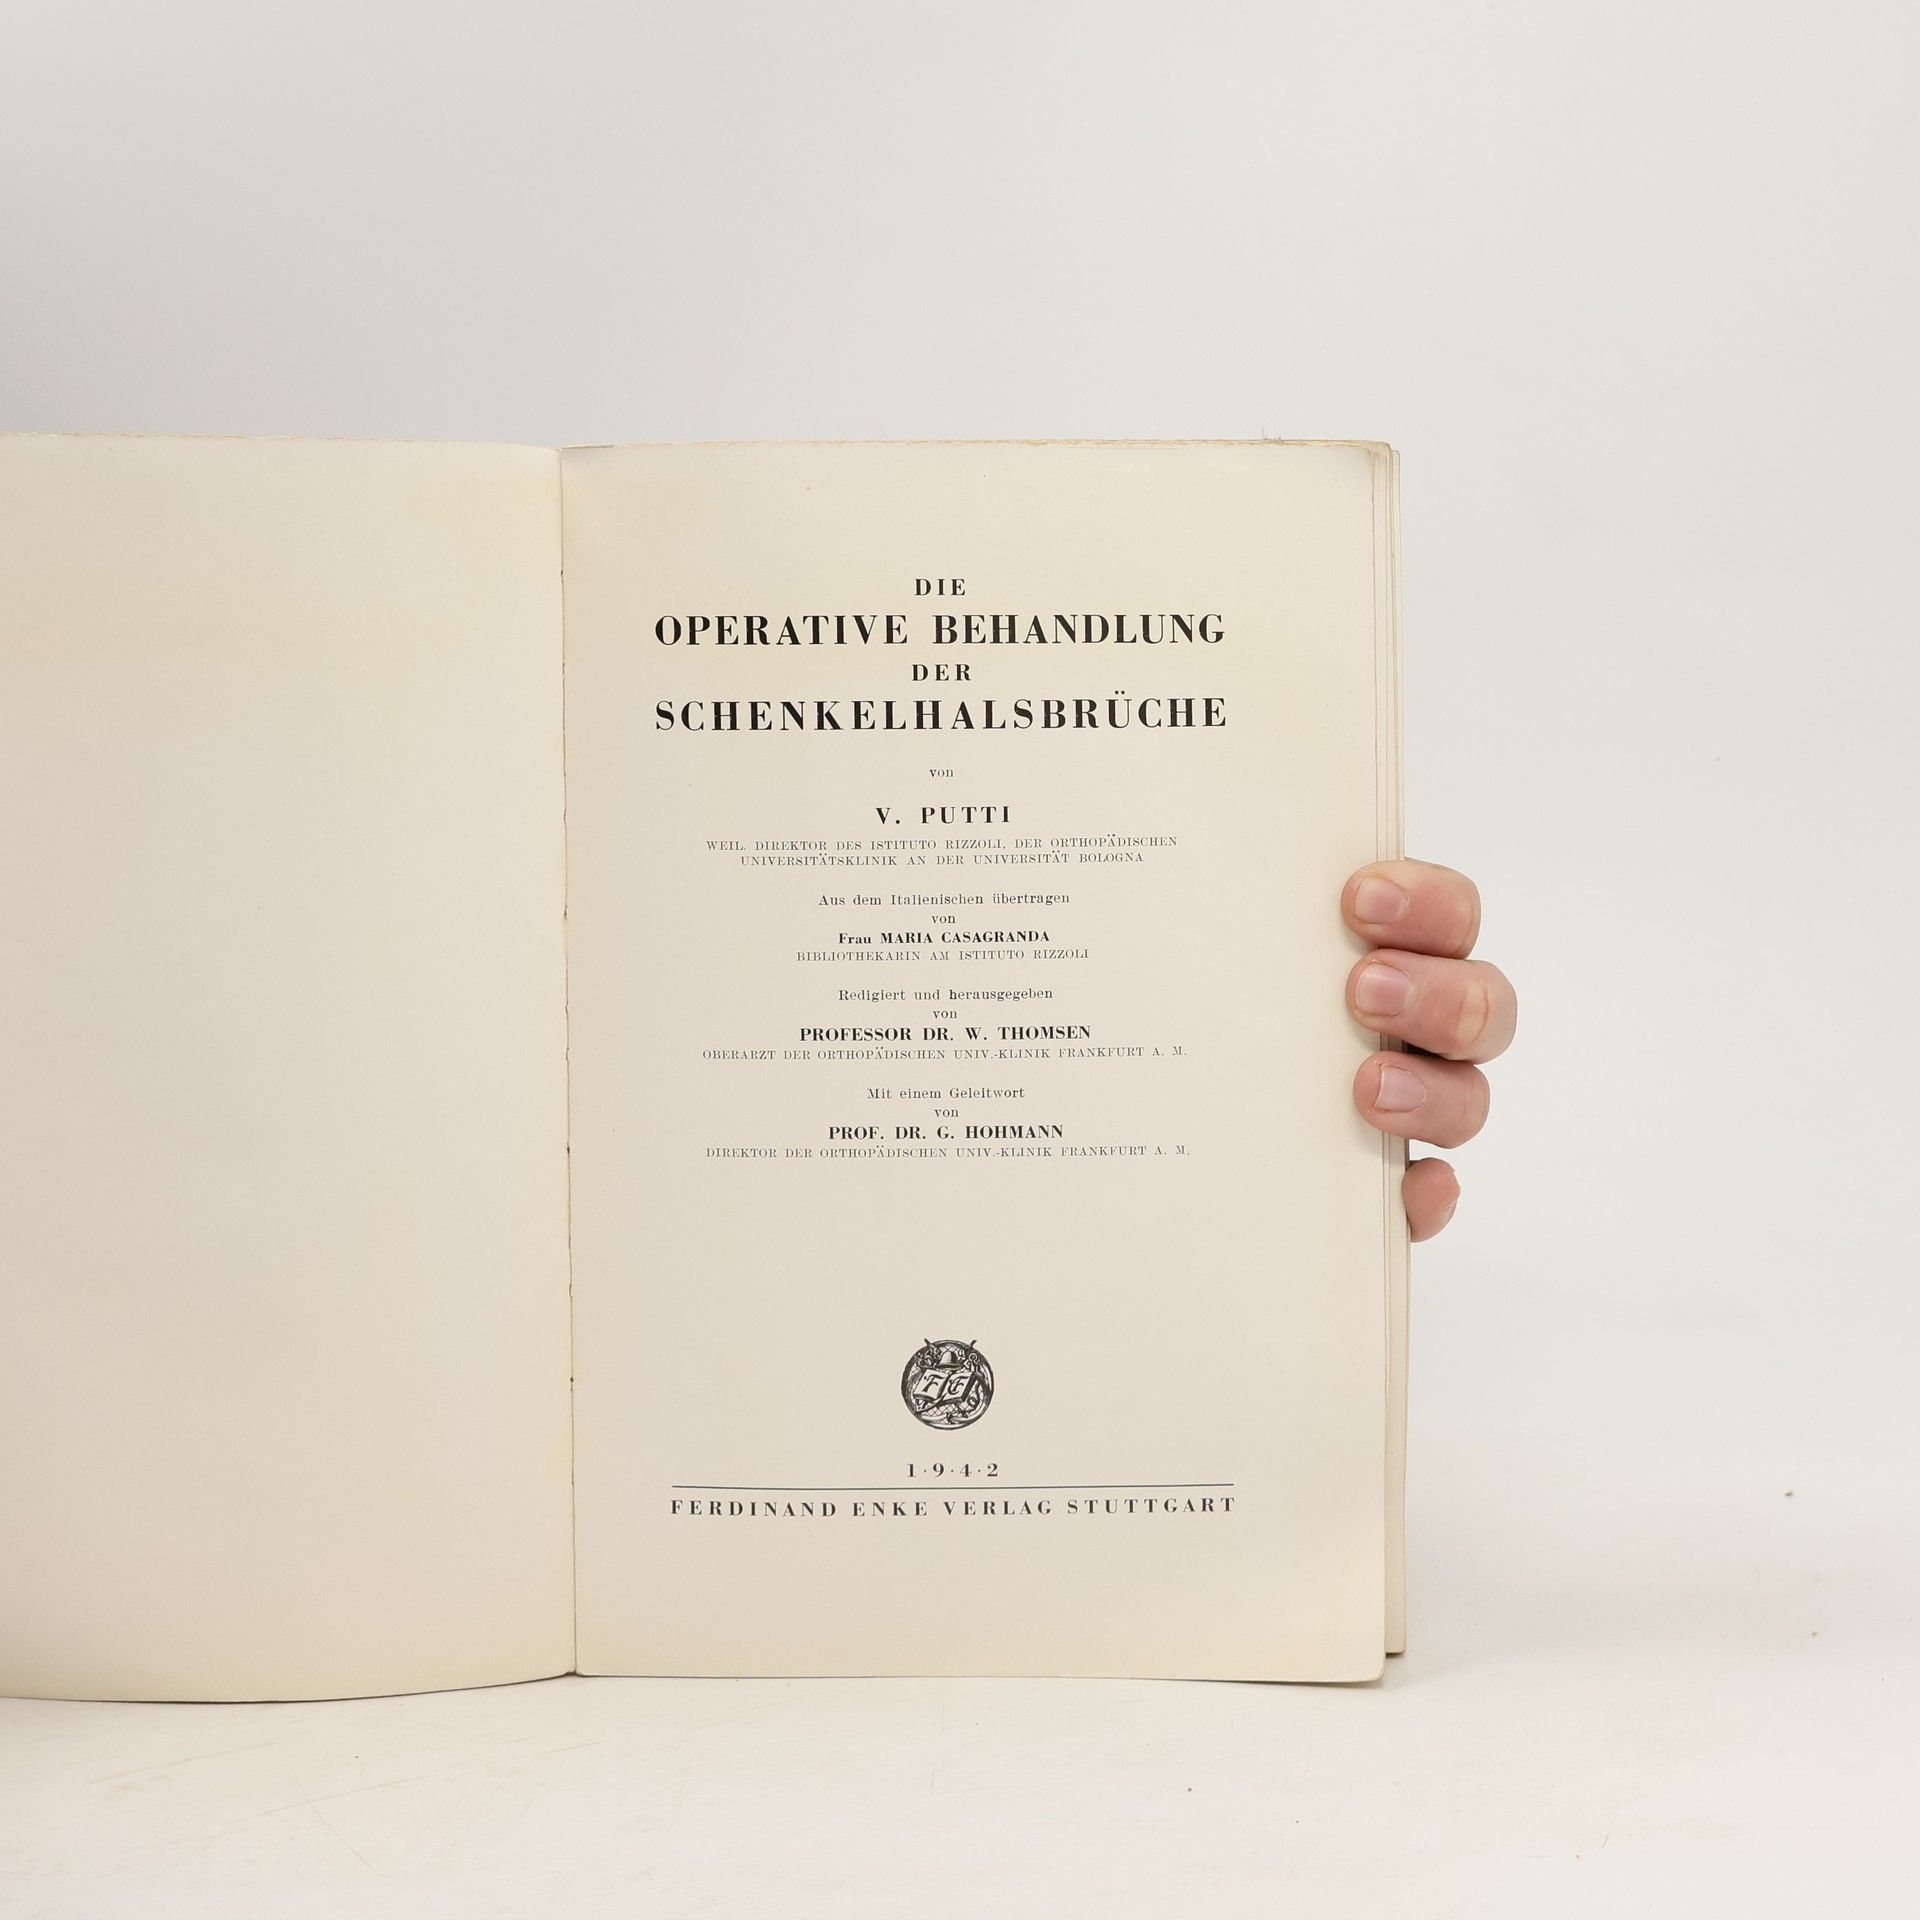 DIE
OPERATIVE BEHANDLUNG
DER
SCHENKELHALSBRÜCHE
von
V. PUTTI
WEIL. DIREKTOR DES ISTITUTO RIZZOLI, DER ORTHOPÄDISCHEN
UNIVERSITÄTSKLINIK AN DER UNIVERSITÄT BOLOGNA
Aus dem Italienischen übertragen
von
Frau MARIA CASAGRANDA
BIBLIOTHEKARIN AM ISTITUTO RIZZOLI
Redigiert und herausgegeben
von
PROFESSOR DR. W. THOMSEN
OBERARZT DER ORTHOPÄDISCHEN UNIV.-KLINIK FRANKFURT A. M.
Mit einem Geleitwort
von
PROF. DR. G. HOHMANN
DIREKTOR DER ORTHOPÄDISCHEN UNIV.-KLINIK FRANKFURT A. M.
F E
1·9·4·2
FERDINAND ENKE VERLAG STUTTGART